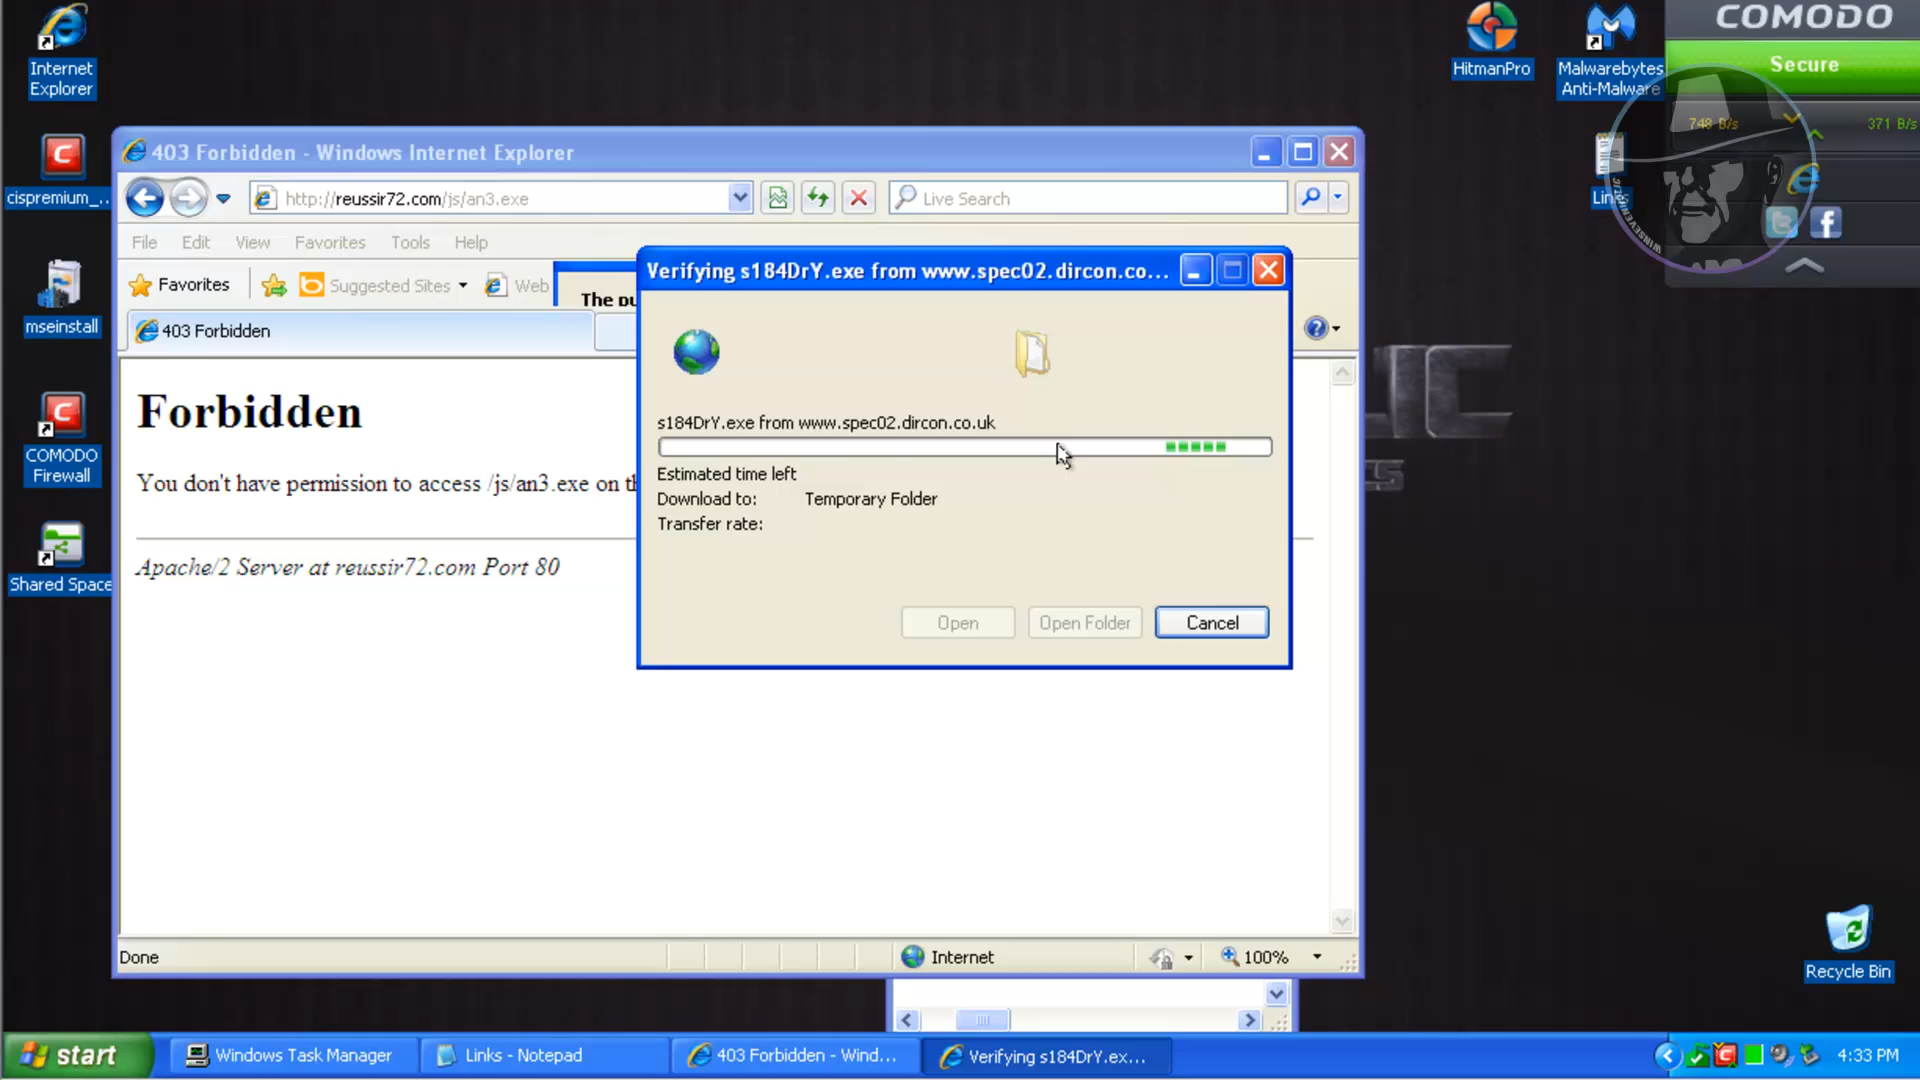 Internet
Explorer
cispremium_...
mseinstall
COMODO
Firewall
Shared Space
HitmanPro
Malwarebytes
Anti-Malware
COMODO
Secure
748 B/s
371 B/s
WINSEVENHELPING
403 Forbidden - Windows Internet Explorer
http://reussir72.com/js/an3.exe
Live Search
File Edit View Favorites Tools Help
Favorites
Suggested Sites
Web
The pu
403 Forbidden
Forbidden
You don't have permission to access /js/an3.exe on th
Apache/2 Server at reussir72.com Port 80
Verifying s184DrY.exe from www.spec02.dircon.co...
s184DrY.exe from www.spec02.dircon.co.uk
Estimated time left
Download to: Temporary Folder
Transfer rate:
Open
Open Folder
Cancel
Done
Internet
100%
Recycle Bin
start
Windows Task Manager
Links - Notepad
403 Forbidden - Wind...
Verifying s184DrY.ex...
4:33 PM